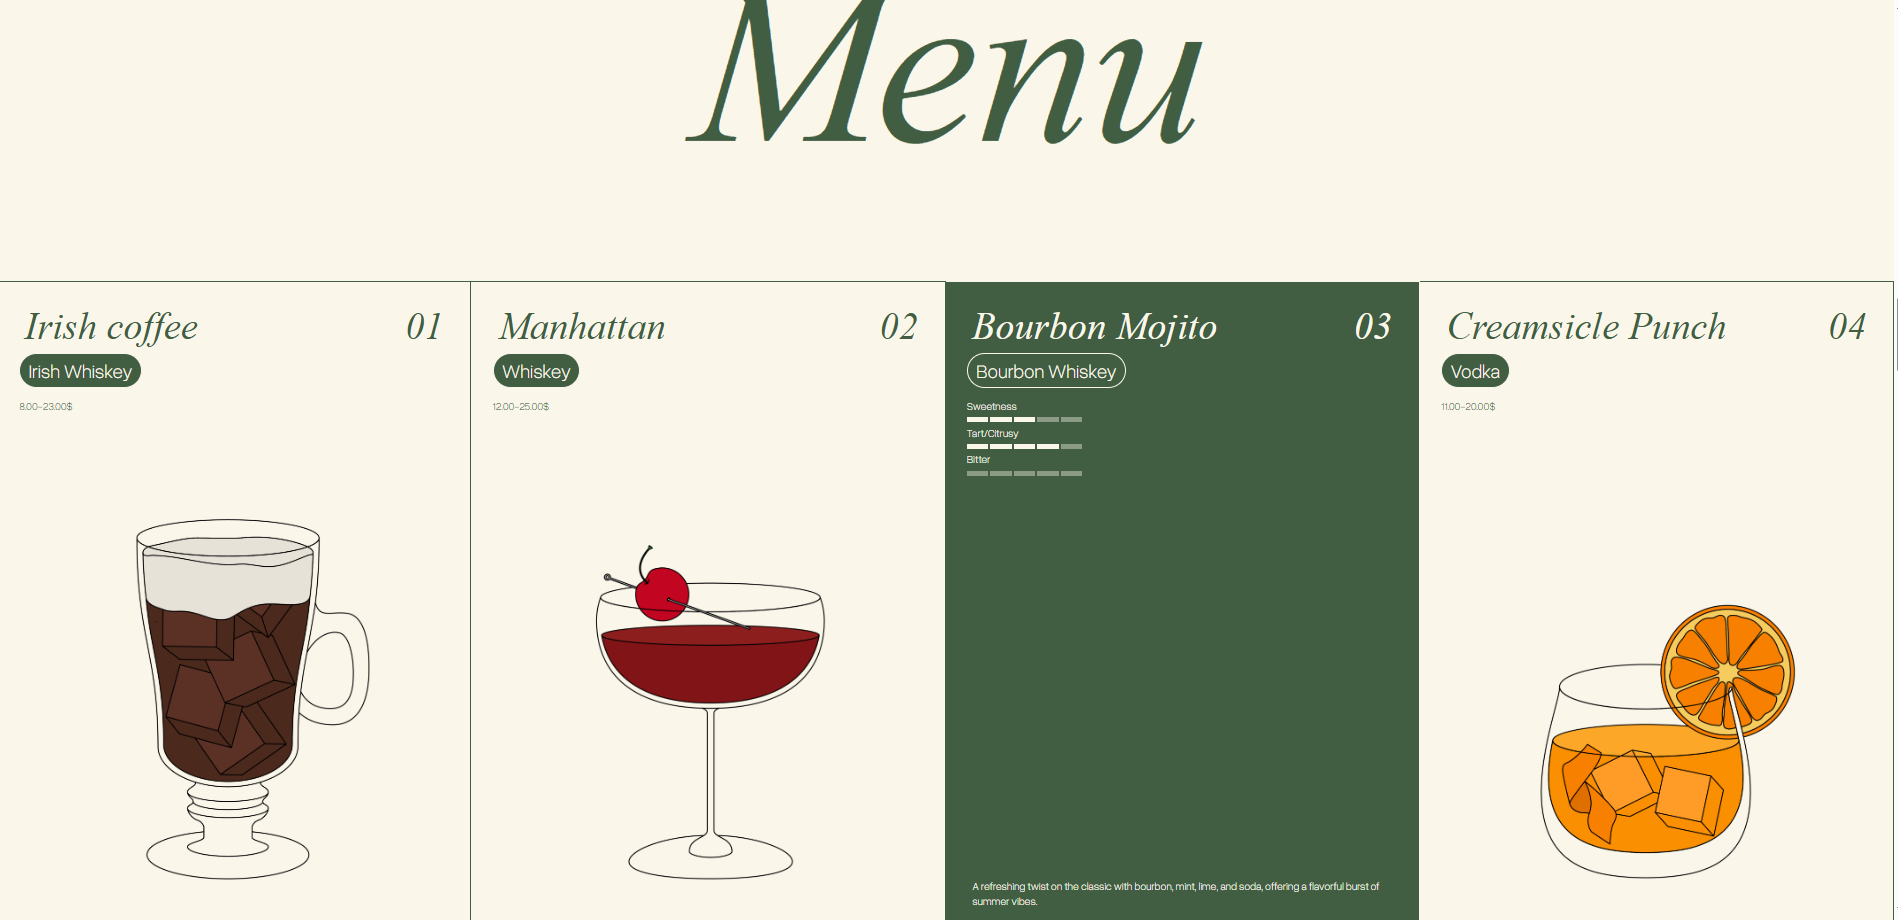 Menu
Irish coffee 01
Irish Whiskey
8.00–23.00$
Manhattan 02
Whiskey
12.00–25.00$
Bourbon Mojito 03
Bourbon Whiskey
Sweetness
Tart/Citrusy
Bitter
A refreshing twist on the classic with bourbon, mint, lime, and soda, offering a flavorful burst of
summer vibes.
Creamsicle Punch 04
Vodka
11.00–20.00$